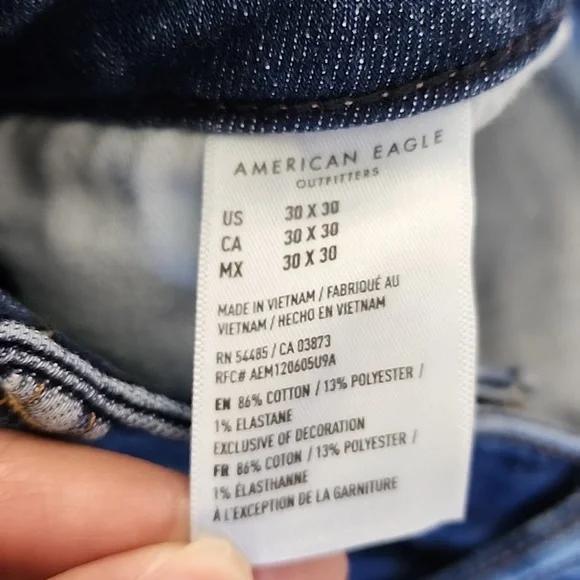 AMERICAN EAGLE
OUTFITTERS
US 30 X 30
CA 30 X 30
MX 30 X 30
MADE IN VIETNAM / FABRIQUÉ AU
VIETNAM / HECHO EN VIETNAM
RN 54485 / CA 03873
RFC# AEM120605U9A
EN 86% COTTON / 13% POLYESTER /
1% ELASTANE
EXCLUSIVE OF DECORATION
FR 86% COTON / 13% POLYESTER /
1% ÉLASTHANNE
À L'EXCEPTION DE LA GARNITURE